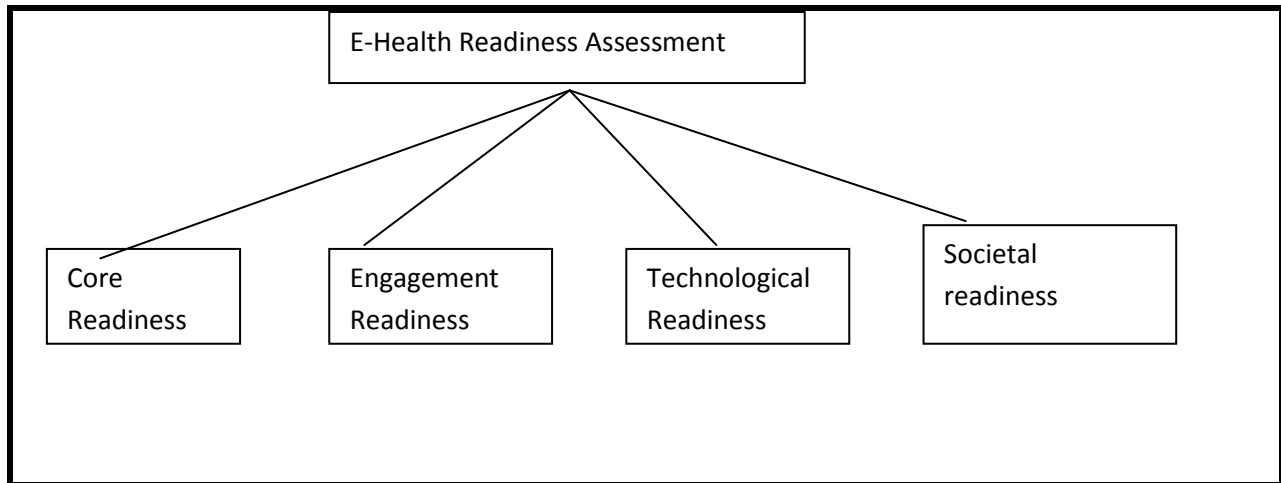 E-Health Readiness Assessment
Core
Readiness
Engagement
Readiness
Technological
Readiness
Societal
readiness